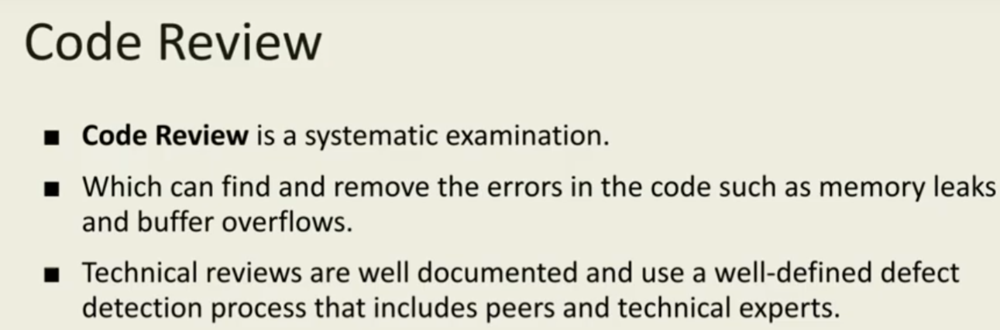 Code Review
■ Code Review is a systematic examination.
■ Which can find and remove the errors in the code such as memory leaks
and buffer overflows.
■ Technical reviews are well documented and use a well-defined defect
detection process that includes peers and technical experts.